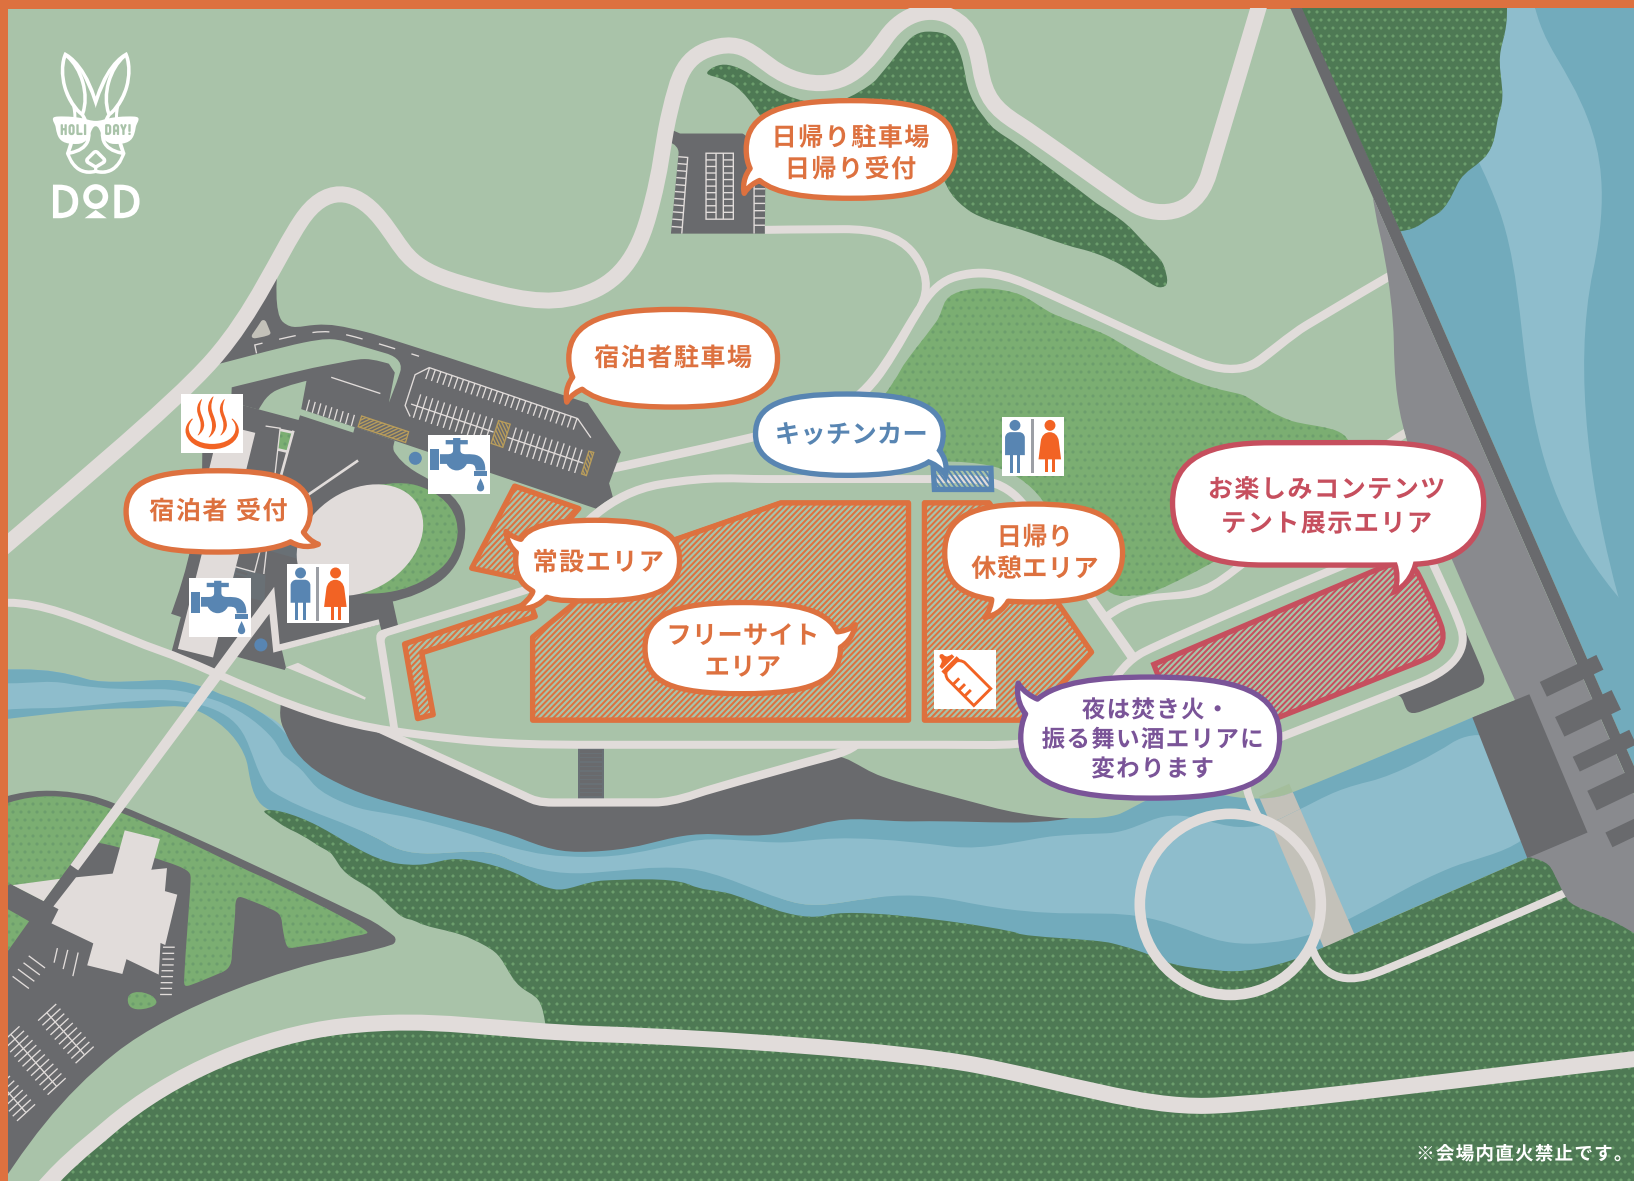 HOLI DAY!
DOD
日帰り駐車場
日帰り受付
宿泊者駐車場
キッチンカー
お楽しみコンテンツ
テント展示エリア
宿泊者 受付
常設エリア
日帰り
休憩エリア
フリーサイト
エリア
夜は焚き火・
振る舞い酒エリアに
変わります
※会場内直火禁止です。